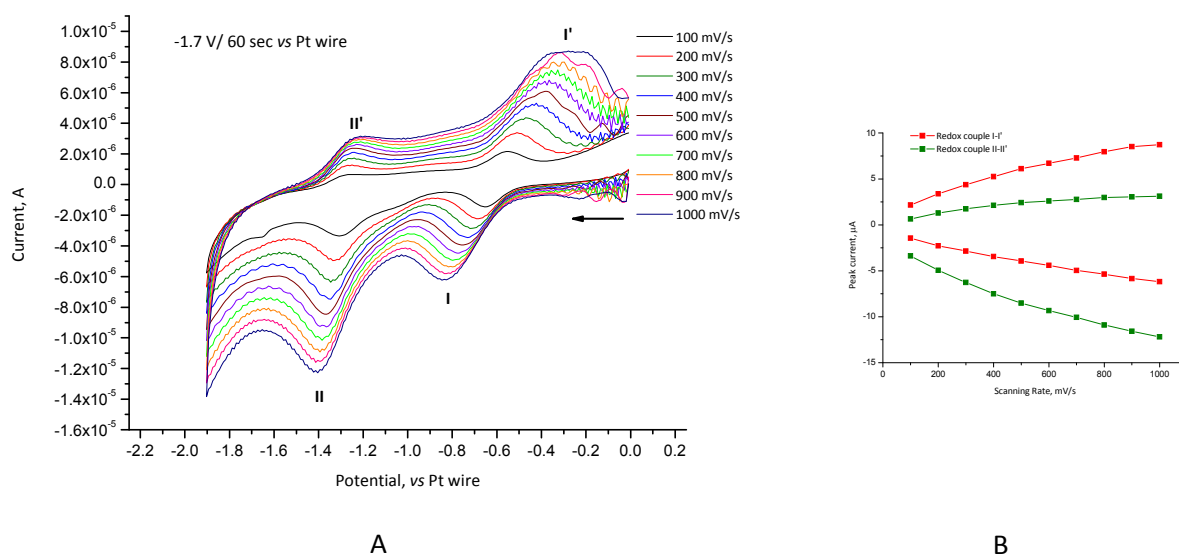 -1.7 V/ 60 sec vs Pt wire
I'
II'
I
II
100 mV/s
200 mV/s
300 mV/s
400 mV/s
500 mV/s
600 mV/s
700 mV/s
800 mV/s
900 mV/s
1000 mV/s
Current, A
1.0x10⁻⁵
8.0x10⁻⁶
6.0x10⁻⁶
4.0x10⁻⁶
2.0x10⁻⁶
0.0
-2.0x10⁻⁶
-4.0x10⁻⁶
-6.0x10⁻⁶
-8.0x10⁻⁶
-1.0x10⁻⁵
-1.2x10⁻⁵
-1.4x10⁻⁵
-1.6x10⁻⁵
-2.2 -2.0 -1.8 -1.6 -1.4 -1.2 -1.0 -0.8 -0.6 -0.4 -0.2 0.0 0.2
Potential, vs Pt wire
A
Redox couple I-I'
Redox couple II-II'
Peak current, µA
10
5
0
-5
-10
-15
0 200 400 600 800 1000
Scanning Rate, mV/s
B